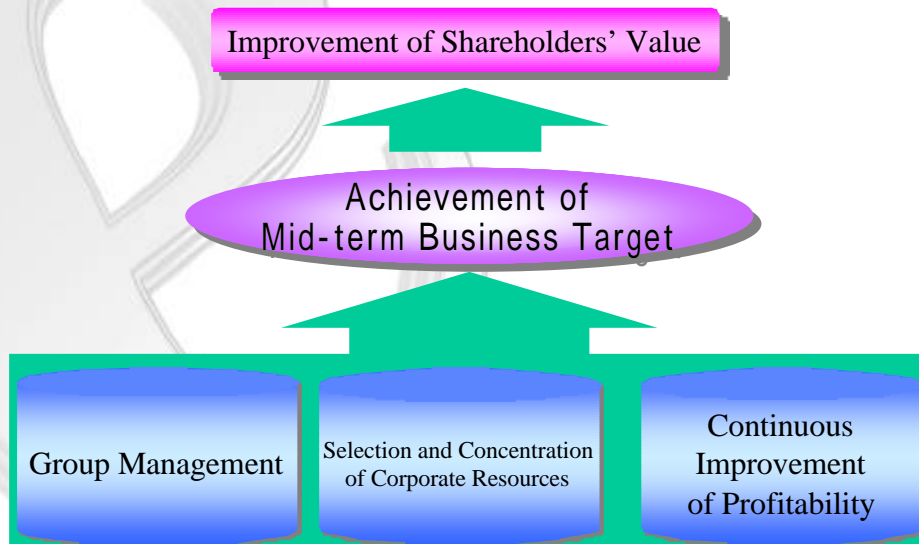 Improvement of Shareholders’ Value
Achievement of
Mid-term Business Target
Group Management
Selection and Concentration
of Corporate Resources
Continuous
Improvement
of Profitability